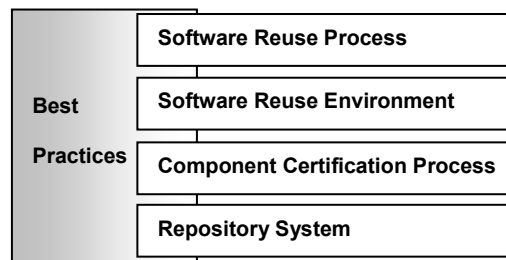 Best
Practices
Software Reuse Process
Software Reuse Environment
Component Certification Process
Repository System